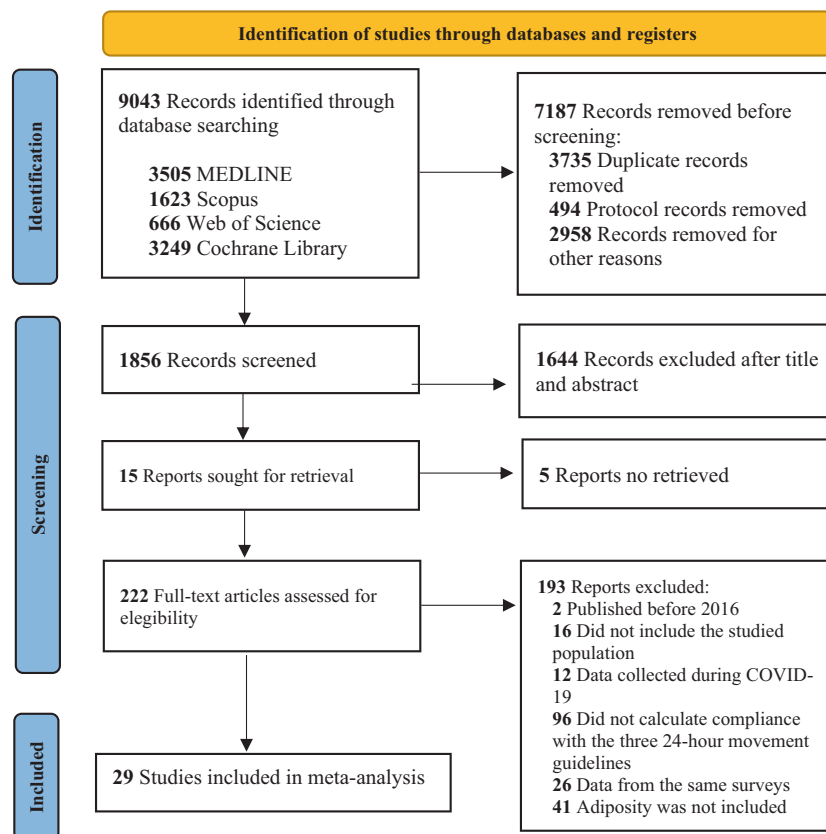 Identification of studies through databases and registers
Identification
9043 Records identified through
database searching
3505 MEDLINE
1623 Scopus
666 Web of Science
3249 Cochrane Library
7187 Records removed before
screening:
3735 Duplicate records
removed
494 Protocol records removed
2958 Records removed for
other reasons
Screening
1856 Records screened
1644 Records excluded after title
and abstract
15 Reports sought for retrieval
5 Reports no retrieved
222 Full-text articles assessed for
elegibility
193 Reports excluded:
2 Published before 2016
16 Did not include the studied
population
12 Data collected during COVID-
19
96 Did not calculate compliance
with the three 24-hour movement
guidelines
26 Data from the same surveys
41 Adiposity was not included
Included
29 Studies included in meta-analysis